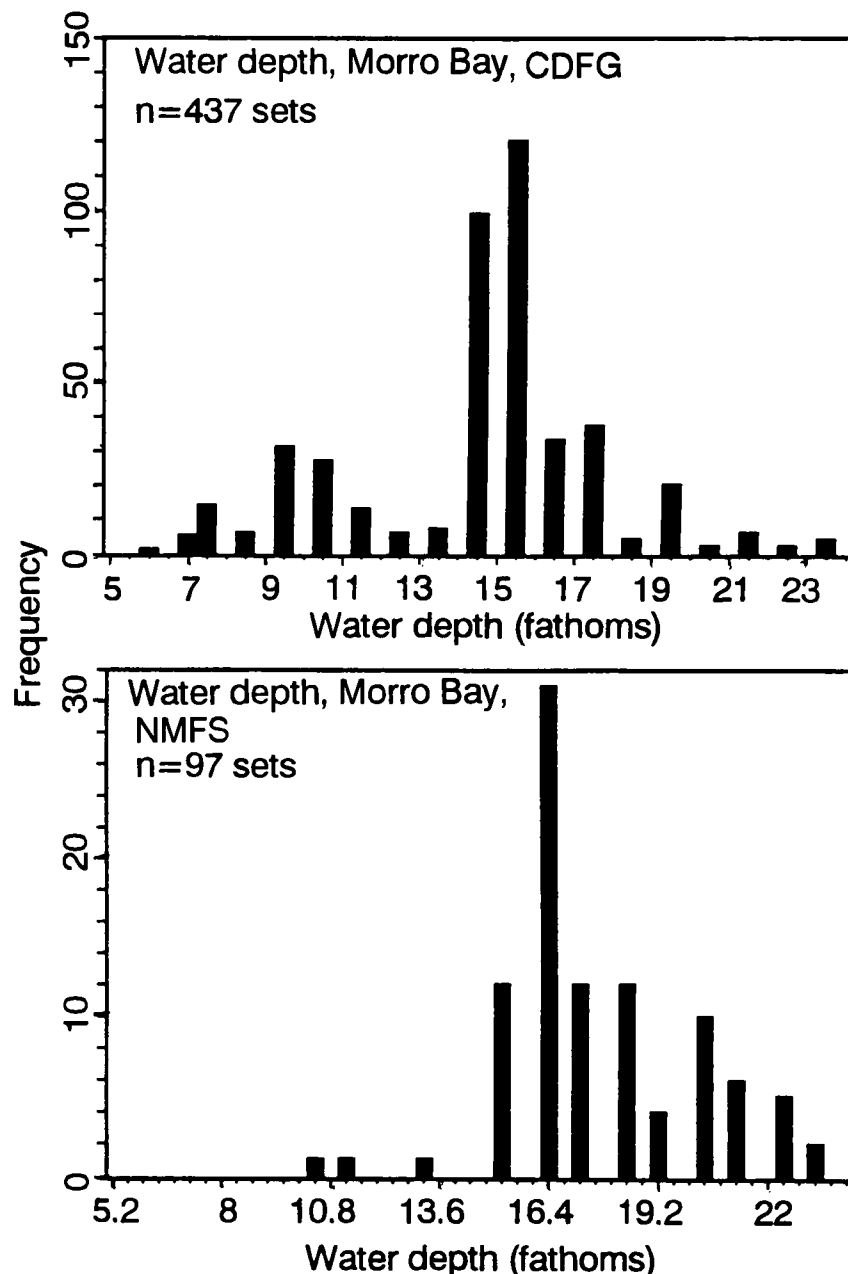 Water depth, Morro Bay, CDFG
n=437 sets
150
100
50
0
5 7 9 11 13 15 17 19 21 23
Water depth (fathoms)
Frequency
Water depth, Morro Bay,
NMFS
n=97 sets
30
20
10
0
5.2 8 10.8 13.6 16.4 19.2 22
Water depth (fathoms)